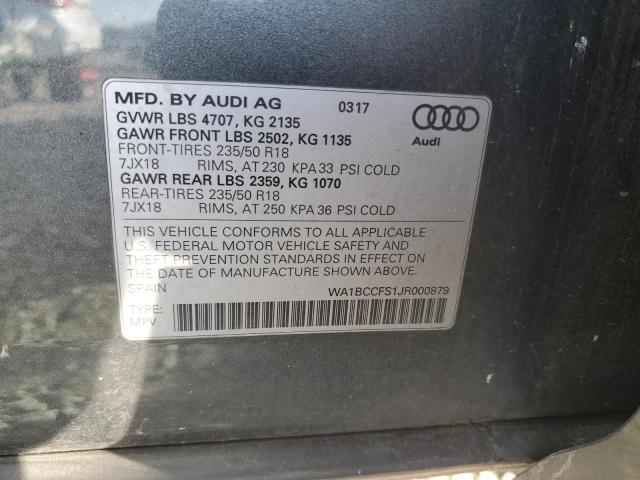 MFD. BY AUDI AG 0317
GVWR LBS 4707, KG 2135
GAWR FRONT LBS 2502, KG 1135
FRONT-TIRES 235/50 R18
7JX18 RIMS, AT 230 KPA 33 PSI COLD
GAWR REAR LBS 2359, KG 1070
REAR-TIRES 235/50 R18
7JX18 RIMS, AT 250 KPA 36 PSI COLD
Audi
THIS VEHICLE CONFORMS TO ALL APPLICABLE
U.S. FEDERAL MOTOR VEHICLE SAFETY AND
THEFT PREVENTION STANDARDS IN EFFECT ON
THE DATE OF MANUFACTURE SHOWN ABOVE.
SPAIN WA1BCCFS1JR000879
TYPE:
MPV